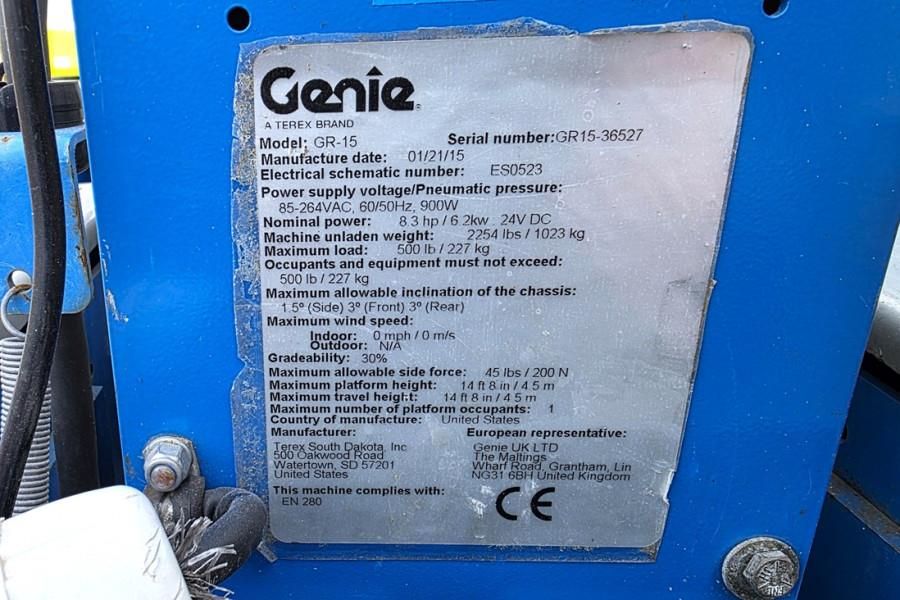 Genie
A TEREX BRAND
Model: GR-15 Serial number:GR15-36527
Manufacture date: 01/21/15
Electrical schematic number: ES0523
Power supply voltage/Pneumatic pressure:
85-264VAC, 60/50Hz, 900W
Nominal power: 8.3 hp / 6.2kw 24V DC
Machine unladen weight: 2254 lbs / 1023 kg
Maximum load: 500 lb / 227 kg
Occupants and equipment must not exceed:
500 lb / 227 kg
Maximum allowable inclination of the chassis:
1.5º (Side) 3º (Front) 3º (Rear)
Maximum wind speed:
Indoor: 0 mph / 0 m/s
Outdoor: N/A
Gradeability: 30%
Maximum allowable side force: 45 lbs / 200 N
Maximum platform height: 14 ft 8 in / 4.5 m
Maximum travel height: 14 ft 8 in / 4.5 m
Maximum number of platform occupants: 1
Country of manufacture: United States
Manufacturer: European representative:
Terex South Dakota, Inc Genie UK LTD
500 Oakwood Road The Maltings
Watertown, SD 57201 Wharf Road, Grantham, Lin
United States NG31 6BH United Kingdom
This machine complies with: CE
EN 280